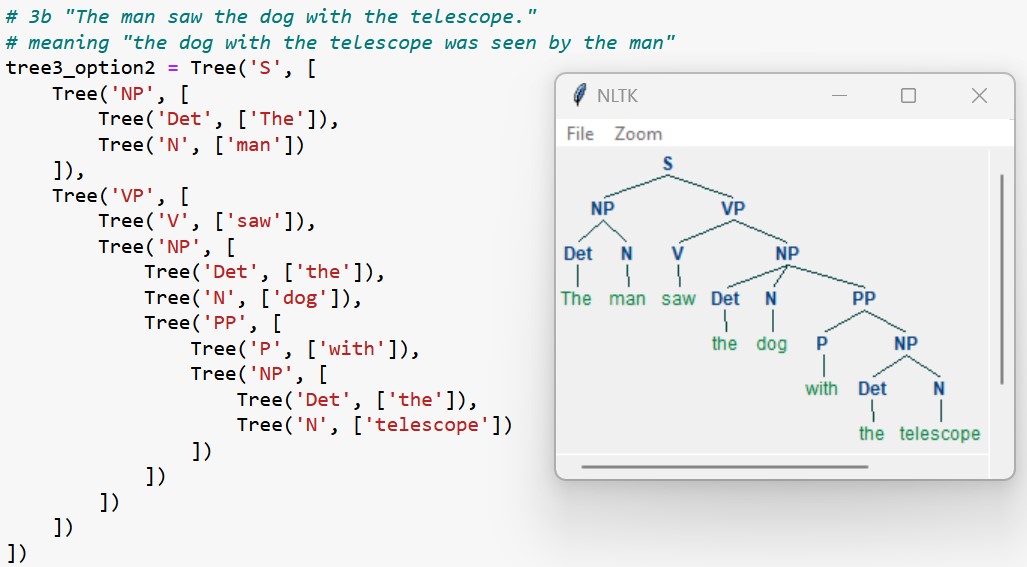 # 3b "The man saw the dog with the telescope."
# meaning "the dog with the telescope was seen by the man"
tree3_option2 = Tree('S', [
    Tree('NP', [
        Tree('Det', ['The']),
        Tree('N', ['man'])
    ]),
    Tree('VP', [
        Tree('V', ['saw']),
        Tree('NP', [
            Tree('Det', ['the']),
            Tree('N', ['dog']),
            Tree('PP', [
                Tree('P', ['with']),
                Tree('NP', [
                    Tree('Det', ['the']),
                    Tree('N', ['telescope'])
                ])
            ])
        ])
    ])
])
NLTK
File Zoom
S
NP VP
Det N V NP
The man saw Det N PP
the dog P NP
with Det N
the telescope